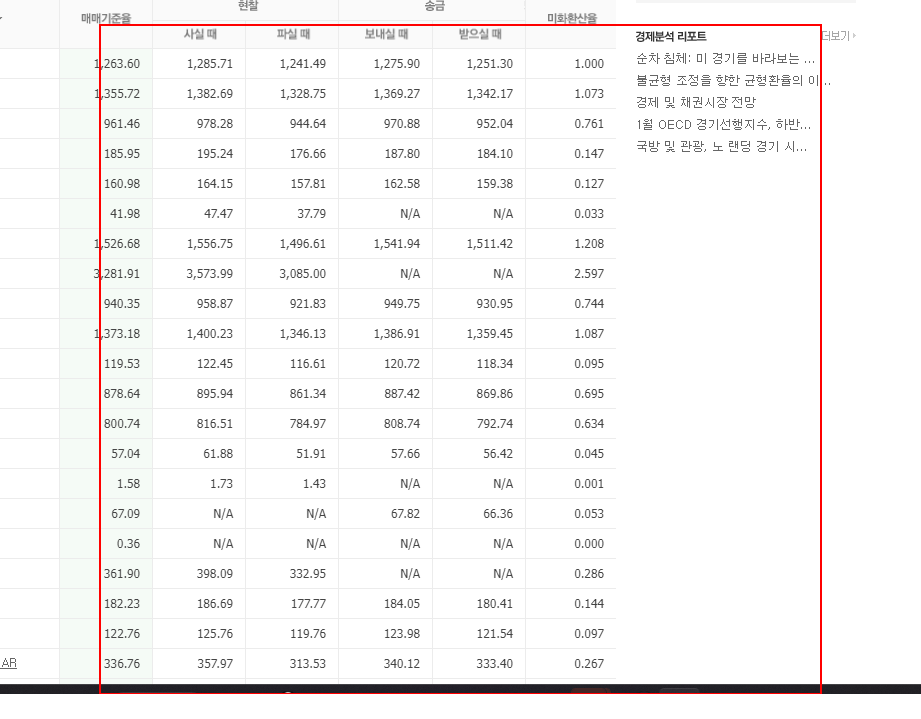 현찰 송금
매매기준율 미화환산율
사실 때 파실 때 보내실 때 받으실 때
1,263.60 1,285.71 1,241.49 1,275.90 1,251.30 1.000
1,355.72 1,382.69 1,328.75 1,369.27 1,342.17 1.073
961.46 978.28 944.64 970.88 952.04 0.761
185.95 195.24 176.66 187.80 184.10 0.147
160.98 164.15 157.81 162.58 159.38 0.127
41.98 47.47 37.79 N/A N/A 0.033
1,526.68 1,556.75 1,496.61 1,541.94 1,511.42 1.208
3,281.91 3,573.99 3,085.00 N/A N/A 2.597
940.35 958.87 921.83 949.75 930.95 0.744
1,373.18 1,400.23 1,346.13 1,386.91 1,359.45 1.087
119.53 122.45 116.61 120.72 118.34 0.095
878.64 895.94 861.34 887.42 869.86 0.695
800.74 816.51 784.97 808.74 792.74 0.634
57.04 61.88 51.91 57.66 56.42 0.045
1.58 1.73 1.43 N/A N/A 0.001
67.09 N/A N/A 67.82 66.36 0.053
0.36 N/A N/A N/A N/A 0.000
361.90 398.09 332.95 N/A N/A 0.286
182.23 186.69 177.77 184.05 180.41 0.144
122.76 125.76 119.76 123.98 121.54 0.097
AR 336.76 357.97 313.53 340.12 333.40 0.267
경제분석 리포트 더보기
순차 침체: 미 경기를 바라보는 ...
불균형 조정을 향한 균형환율의 이...
경제 및 채권시장 전망
1월 OECD 경기선행지수, 하반...
국방 및 관광, 노 랜딩 경기 시...